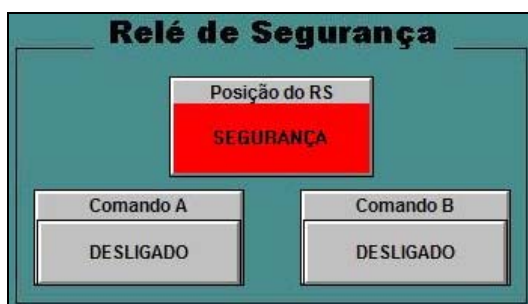 Relé de Segurança
Posição do RS
SEGURANÇA
Comando A
Comando B
DESLIGADO
DESLIGADO